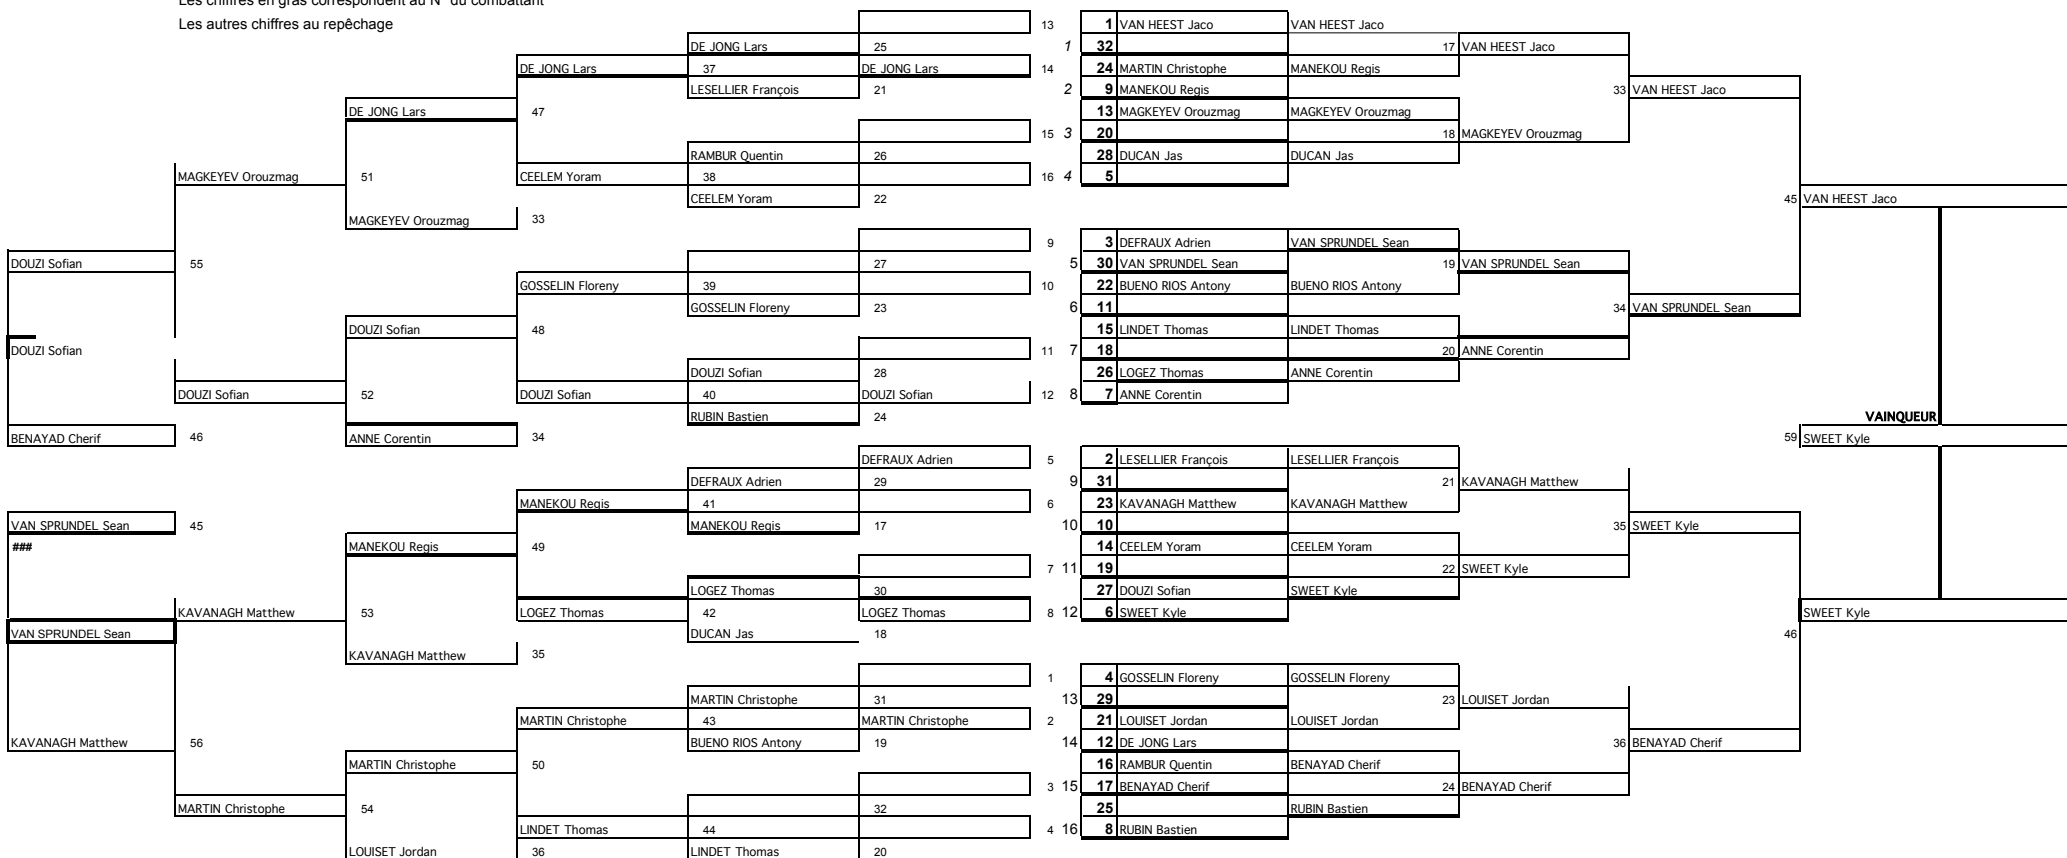 Les chiffres en gras correspondent au N° du combattant
Les autres chiffres au repêchage
13 1 VAN HEEST Jaco VAN HEEST Jaco
DE JONG Lars 25 1 32 17 VAN HEEST Jaco
DE JONG Lars 37 DE JONG Lars 14 24 MARTIN Christophe MANEKOU Regis
LESELLIER François 21 2 9 MANEKOU Regis 33 VAN HEEST Jaco
DE JONG Lars 47 13 MAGKEYEV Orouzmag MAGKEYEV Orouzmag
15 3 20 18 MAGKEYEV Orouzmag
RAMBUR Quentin 26 28 DUCAN Jas DUCAN Jas
MAGKEYEV Orouzmag 51 CEELEM Yoram 38 16 4 5
CEELEM Yoram 22 45 VAN HEEST Jaco
MAGKEYEV Orouzmag 33
9 3 DEFRAUX Adrien VAN SPRUNDEL Sean
DOUZI Sofian 55 27 5 30 VAN SPRUNDEL Sean 19 VAN SPRUNDEL Sean
GOSSELIN Floreny 39 10 22 BUENO RIOS Antony BUENO RIOS Antony
GOSSELIN Floreny 23 6 11 34 VAN SPRUNDEL Sean
DOUZI Sofian 48 15 LINDET Thomas LINDET Thomas
DOUZI Sofian 11 7 18 20 ANNE Corentin
DOUZI Sofian 28 26 LOGEZ Thomas ANNE Corentin
DOUZI Sofian 52 DOUZI Sofian 40 DOUZI Sofian 12 8 7 ANNE Corentin
RUBIN Bastien 24 VAINQUEUR
BENAYAD Cherif 46 ANNE Corentin 34 59 SWEET Kyle
DEFRAUX Adrien 5 2 LESELLIER François LESELLIER François
DEFRAUX Adrien 29 9 31 21 KAVANAGH Matthew
MANEKOU Regis 41 6 23 KAVANAGH Matthew KAVANAGH Matthew
VAN SPRUNDEL Sean 45 MANEKOU Regis 17 10 10 35 SWEET Kyle
### MANEKOU Regis 49 14 CEELEM Yoram CEELEM Yoram
7 11 19 22 SWEET Kyle
LOGEZ Thomas 30 27 DOUZI Sofian SWEET Kyle
KAVANAGH Matthew 53 LOGEZ Thomas 42 LOGEZ Thomas 8 12 6 SWEET Kyle SWEET Kyle
VAN SPRUNDEL Sean DUCAN Jas 18 46
KAVANAGH Matthew 35
1 4 GOSSELIN Floreny GOSSELIN Floreny
MARTIN Christophe 31 13 29 23 LOUISET Jordan
MARTIN Christophe 43 MARTIN Christophe 2 21 LOUISET Jordan LOUISET Jordan
KAVANAGH Matthew 56 BUENO RIOS Antony 19 14 12 DE JONG Lars 36 BENAYAD Cherif
MARTIN Christophe 50 16 RAMBUR Quentin BENAYAD Cherif
3 15 17 BENAYAD Cherif 24 BENAYAD Cherif
MARTIN Christophe 54 32 25 RUBIN Bastien
LINDET Thomas 44 4 16 8 RUBIN Bastien
LOUISET Jordan 36 LINDET Thomas 20